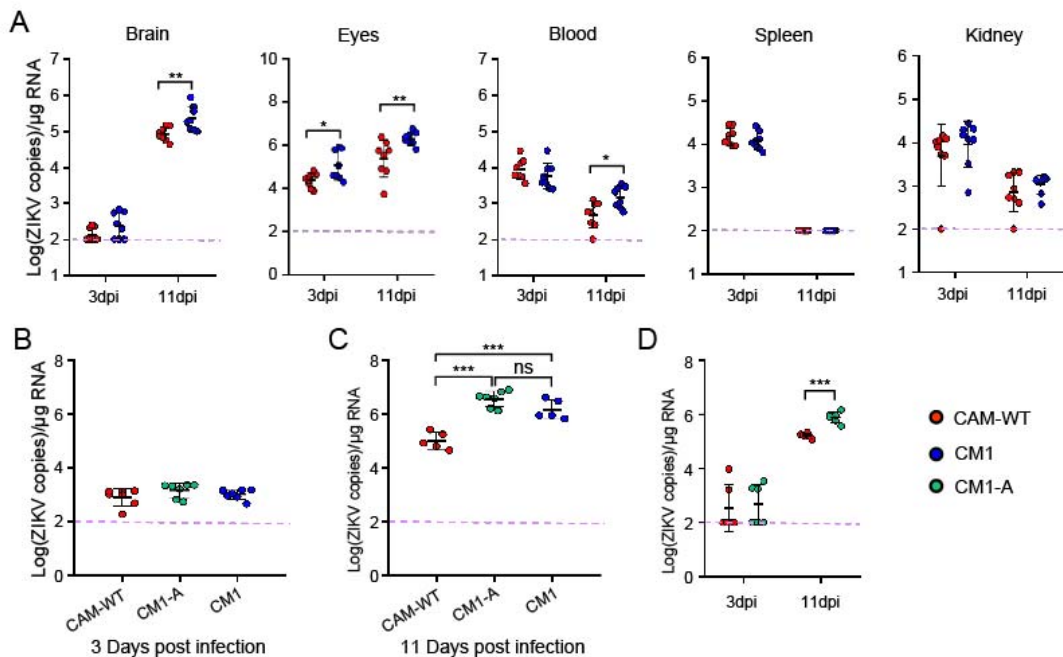 A
Brain
Eyes
Blood
Spleen
Kidney
Log(ZIKV copies)/μg RNA
7
6
5
4
3
2
1
**
3dpi
11dpi
10
8
6
4
2
0
*
**
3dpi
11dpi
6
5
4
3
2
1
*
3dpi
11dpi
6
5
4
3
2
1
3dpi
11dpi
6
5
4
3
2
1
3dpi
11dpi
B
Log(ZIKV copies)/μg RNA
8
6
4
2
0
CAM-WT
CM1-A
CM1
3 Days post infection
C
Log(ZIKV copies)/μg RNA
8
6
4
2
0
***
***
ns
CAM-WT
CM1-A
CM1
11 Days post infection
D
Log(ZIKV copies)/μg RNA
8
6
4
2
0
***
3dpi
11dpi
CAM-WT
CM1
CM1-A